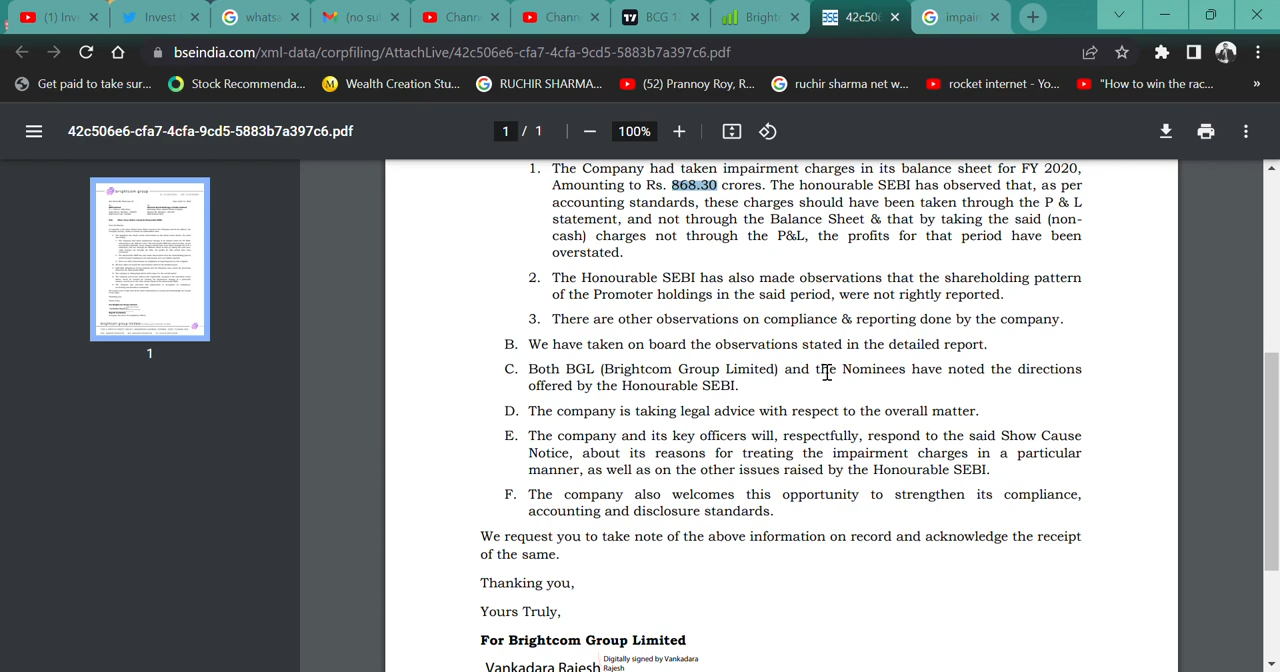 (1) Inve
Invest
whatsa
(no sul
Chann
Chann
BCG 1
Bright
BSE
42c506
impair
bseindia.com/xml-data/corpfiling/AttachLive/42c506e6-cfa7-4cfa-9cd5-5883b7a397c6.pdf
Get paid to take sur...
Stock Recommenda...
Wealth Creation Stu...
RUCHIR SHARMA...
(52) Prannoy Roy, R...
ruchir sharma net w...
rocket internet - Yo...
"How to win the rac...
42c506e6-cfa7-4cfa-9cd5-5883b7a397c6.pdf
1 / 1
100%
1
1. The Company had taken impairment charges in its balance sheet for FY 2020,
Amounting to Rs. 868.30 crores. The honourable SEBI has observed that, as per
accounting standards, these charges should have been taken through the P & L
statement, and not through the Balance Sheet & that by taking the said (non-
cash) charges not through the P&L, the profits for that period have been
overstated.
2. The Honourable SEBI has also made observations that the shareholding pattern
of the Promoter holdings in the said period, were not rightly reported.
3. There are other observations on compliance & reporting done by the company.
B. We have taken on board the observations stated in the detailed report.
C. Both BGL (Brightcom Group Limited) and the Nominees have noted the directions
offered by the Honourable SEBI.
D. The company is taking legal advice with respect to the overall matter.
E. The company and its key officers will, respectfully, respond to the said Show Cause
Notice, about its reasons for treating the impairment charges in a particular
manner, as well as on the other issues raised by the Honourable SEBI.
F. The company also welcomes this opportunity to strengthen its compliance,
accounting and disclosure standards.
We request you to take note of the above information on record and acknowledge the receipt
of the same.
Thanking you,
Yours Truly,
For Brightcom Group Limited
Vankadara Rajesh
Digitally signed by Vankadara
Rajesh